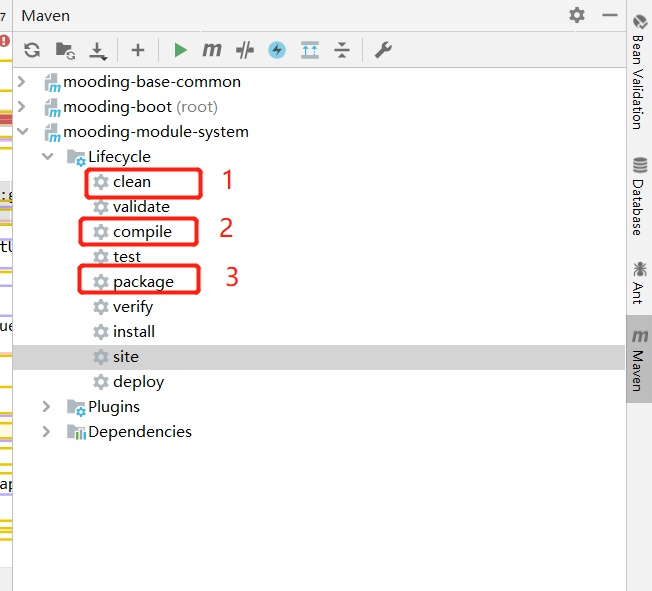 Maven
mooding-base-common
mooding-boot (root)
mooding-module-system
Lifecycle
clean 1
validate
compile 2
test
package 3
verify
install
site
deploy
Plugins
Dependencies
Bean Validation
Database
Ant
m Maven